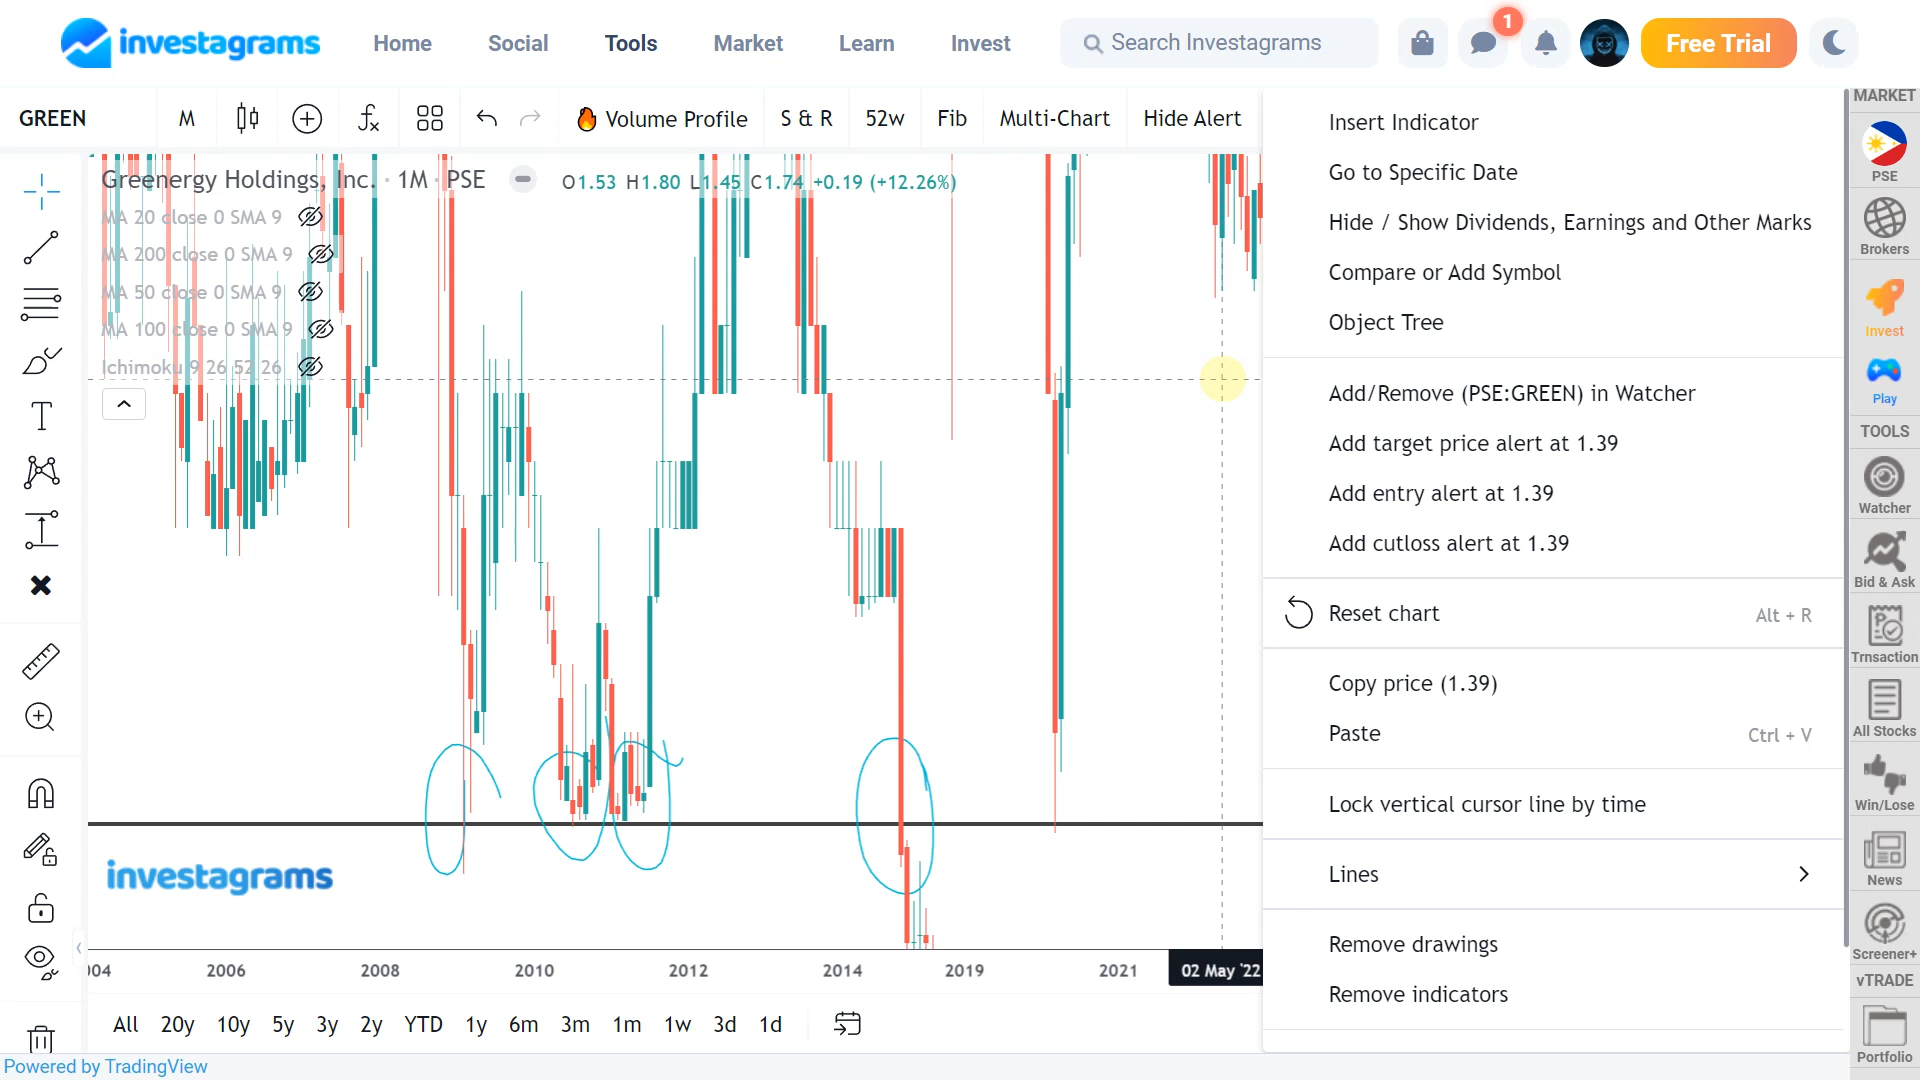 investagrams
Home
Social
Tools
Market
Learn
Invest
Search Investagrams
1
Free Trial
GREEN
M
Volume Profile
S & R
52w
Fib
Multi-Chart
Hide Alert
Greenergy Holdings, Inc. · 1M · PSE
O1.53 H1.80 L1.45 C1.74 +0.19 (+12.26%)
MA 20 close 0 SMA 9
MA 200 close 0 SMA 9
MA 50 close 0 SMA 9
MA 100 close 0 SMA 9
Ichimoku 9 26 52 26
Insert Indicator
Go to Specific Date
Hide / Show Dividends, Earnings and Other Marks
Compare or Add Symbol
Object Tree
Add/Remove (PSE:GREEN) in Watcher
Add target price alert at 1.39
Add entry alert at 1.39
Add cutloss alert at 1.39
Reset chart Alt + R
Copy price (1.39)
Paste Ctrl + V
Lock vertical cursor line by time
Lines
Remove drawings
Remove indicators
MARKET
PSE
Brokers
Invest
Play
TOOLS
Watcher
Bid & Ask
Trnsaction
All Stocks
Win/Lose
News
Screener+
vTRADE
Portfolio
investagrams
004 2006 2008 2010 2012 2014 2019 2021 02 May '22
All 20y 10y 5y 3y 2y YTD 1y 6m 3m 1m 1w 3d 1d
Powered by TradingView